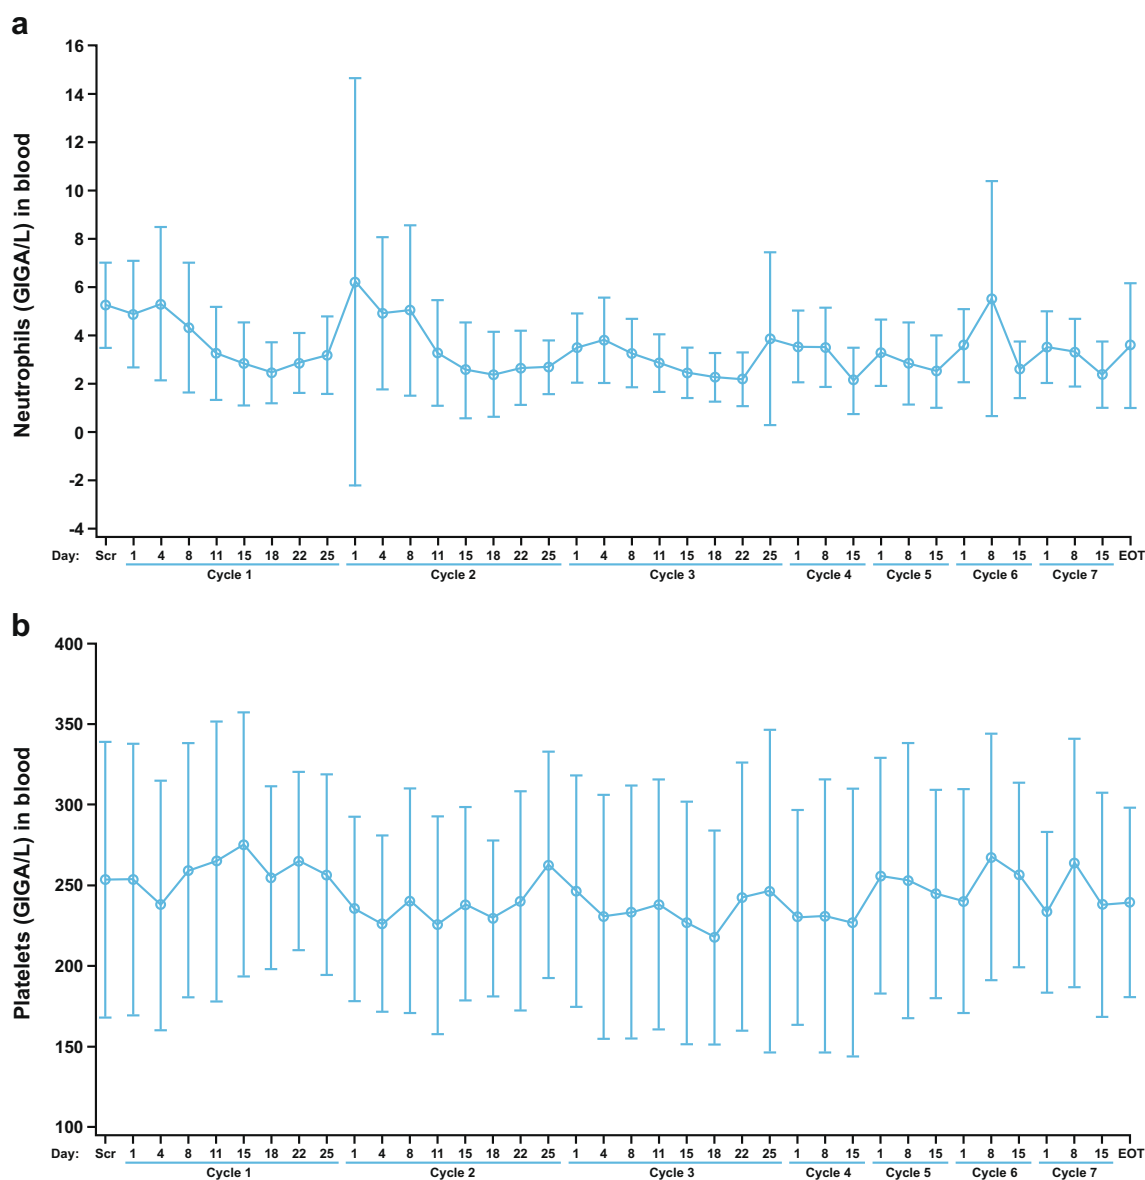 a
Neutrophils (GIGA/L) in blood
16
14
12
10
8
6
4
2
0
-2
-4
Day: Scr 1 4 8 11 15 18 22 25 1 4 8 11 15 18 22 25 1 4 8 11 15 18 22 25 1 8 15 1 8 15 1 8 15 1 8 15 EOT
Cycle 1 Cycle 2 Cycle 3 Cycle 4 Cycle 5 Cycle 6 Cycle 7
b
Platelets (GIGA/L) in blood
400
350
300
250
200
150
100
Day: Scr 1 4 8 11 15 18 22 25 1 4 8 11 15 18 22 25 1 4 8 11 15 18 22 25 1 8 15 1 8 15 1 8 15 1 8 15 EOT
Cycle 1 Cycle 2 Cycle 3 Cycle 4 Cycle 5 Cycle 6 Cycle 7